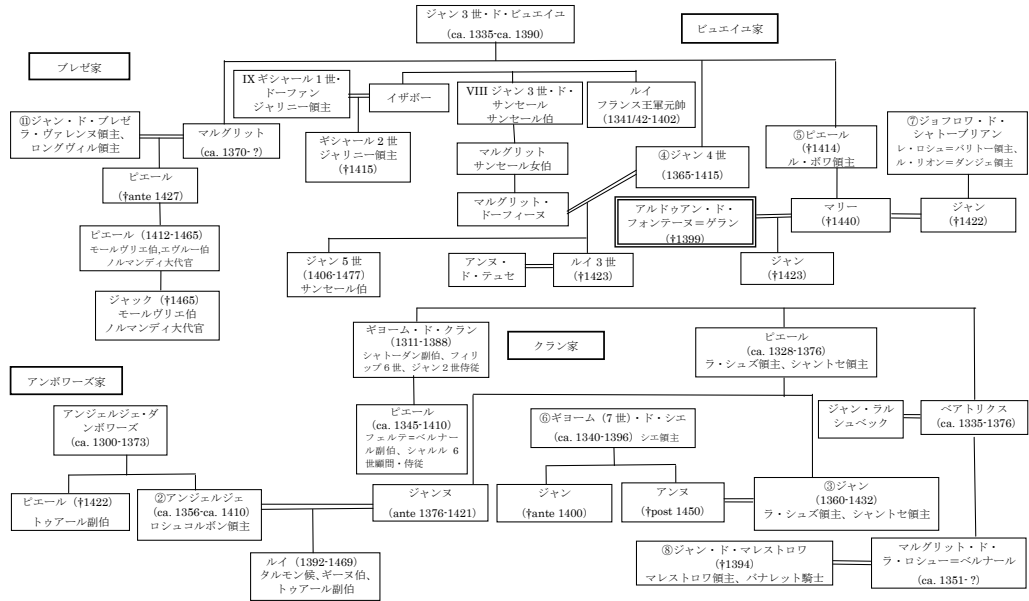 ジャン 3 世・ド・ビュエイユ
(ca. 1335-ca. 1390)
ビュエイユ家
ブレゼ家
⑪ジャン・ド・ブレゼ
ラ・ヴァレンヌ領主、
ロングヴィル領主
マルグリット
(ca. 1370-？)
IX ギシャール 1 世・
ドーファン
ジャリニー領主
イザボー
VIII ジャン 3 世・ド・
サンセール
サンセール伯
ルイ
フランス王軍元帥
(1341/42-1402)
ギシャール 2 世
ジャリニー領主
(†1415)
マルグリット
サンセール女伯
④ジャン 4 世
(1365-1415)
⑤ピエール
(†1414)
ル・ボワ領主
⑦ジョフロワ・ド・
シャトーブリアン
レ・ロシュ＝バリトー領主、
ル・リオン＝ダンジェ領主
ピエール
(†ante 1427)
マルグリット・
ドーフィーヌ
アルドゥアン・ド・
フォンテーヌ＝ゲラン
(†1399)
マリー
(†1440)
ジャン
(†1422)
ピエール (1412-1465)
モールヴリエ伯,エヴルー伯
ノルマンディ大代官
ジャン 5 世
(1406-1477)
サンセール伯
アンヌ・
ド・テュセ
ルイ 3 世
(†1423)
ジャン
(†1423)
ジャック (†1465)
モールヴリエ伯
ノルマンディ大代官
ギヨーム・ド・クラン
(1311-1388)
シャトーダン副伯、フィリ
ップ 6 世、ジャン 2 世侍従
クラン家
ピエール
(ca. 1328-1376)
ラ・シュズ領主、シャントセ領主
アンボワーズ家
アンジェルジェ・ダ
ンボワーズ
(ca. 1300-1373)
ピエール
(ca. 1345-1410)
フェルテ=ベルナー
ル副伯、シャルル 6
世顧問・侍従
⑥ギヨーム（7 世）・ド・シエ
(ca. 1340-1396) シエ領主
ジャン・ラル
シュベック
ベアトリクス
(ca. 1335-1376)
ピエール (†1422)
トゥアール副伯
②アンジェルジェ
(ca. 1356-ca. 1410)
ロシュコルボン領主
ジャンヌ
(ante 1376-1421)
ジャン
(†ante 1400)
アンヌ
(†post 1450)
③ジャン
(1360-1432)
ラ・シュズ領主、シャントセ領主
ルイ (1392-1469)
タルモン候、ギーヌ伯、
トゥアール副伯
⑧ジャン・ド・マレストロワ
(†1394)
マレストロワ領主、バナレット騎士
マルグリット・ド・
ラ・ロシュー＝ベルナール
(ca. 1351-？)